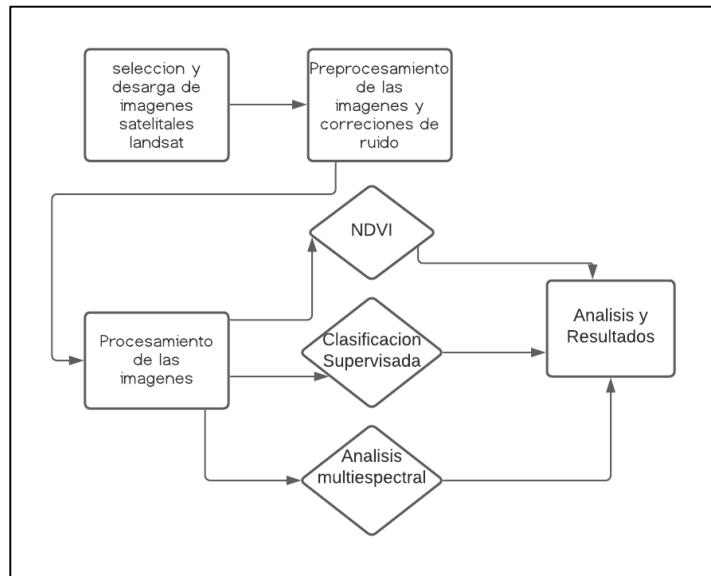 seleccion y
desarga de
imagenes
satelitales
landsat
Preprocesamiento
de las
imagenes y
correciones de
ruido
NDVI
Procesamiento
de las
imagenes
Clasificacion
Supervisada
Analisis y
Resultados
Analisis
multiespectral